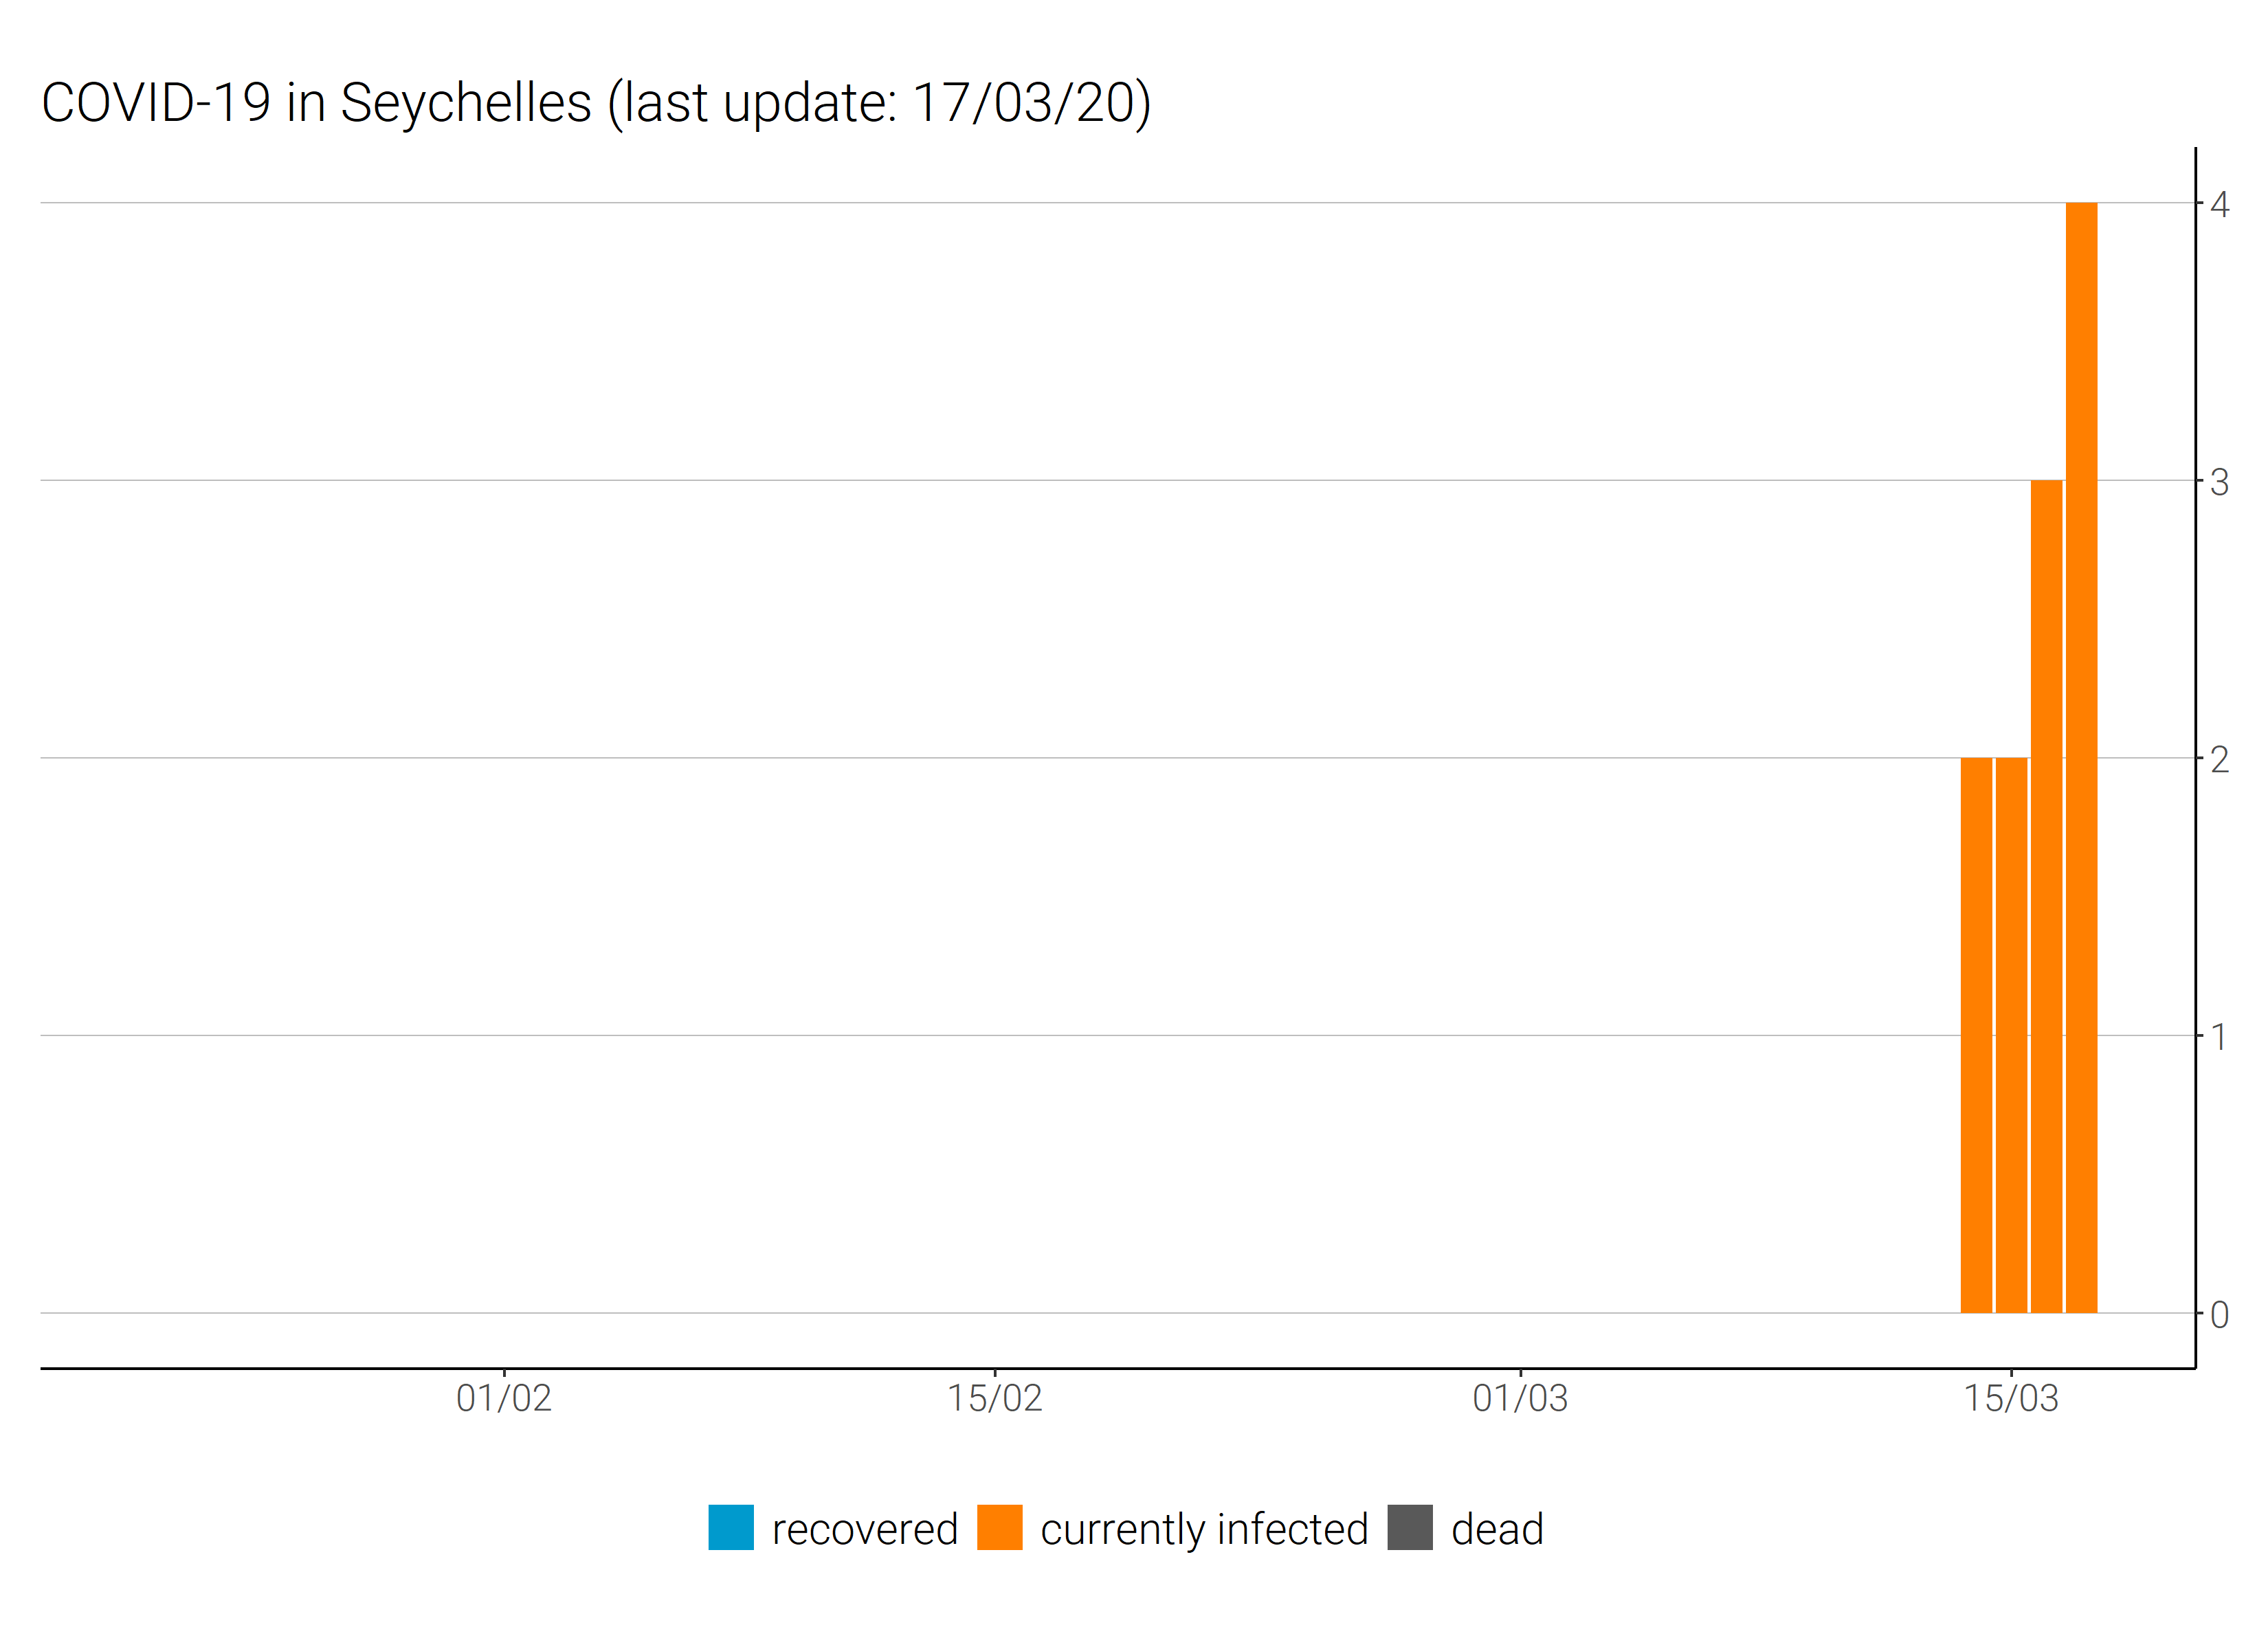 COVID-19 in Seychelles (last update: 17/03/20)
4
3
2
1
0
01/02 15/02 01/03 15/03
recovered currently infected dead